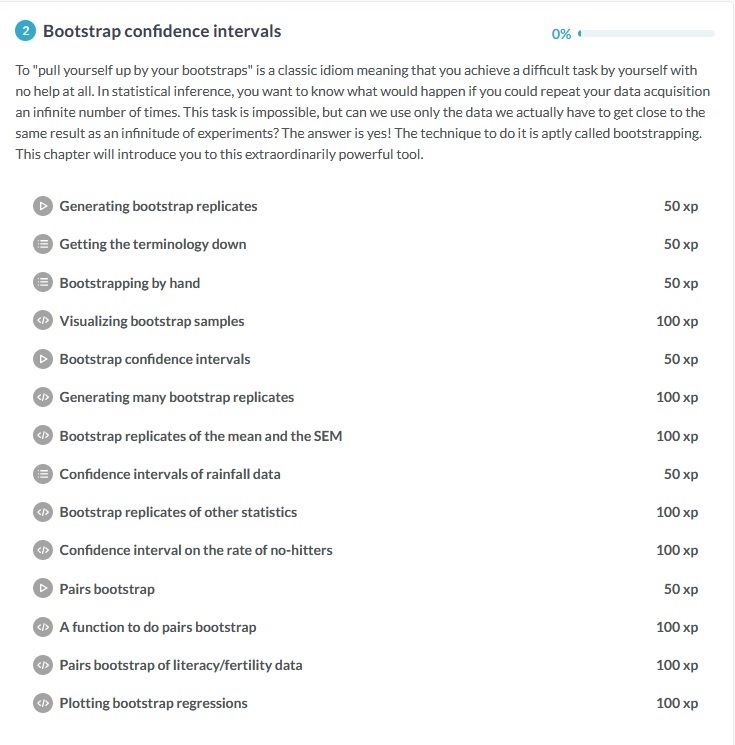 2 Bootstrap confidence intervals 0%
To "pull yourself up by your bootstraps" is a classic idiom meaning that you achieve a difficult task by yourself with
no help at all. In statistical inference, you want to know what would happen if you could repeat your data acquisition
an infinite number of times. This task is impossible, but can we use only the data we actually have to get close to the
same result as an infinitude of experiments? The answer is yes! The technique to do it is aptly called bootstrapping.
This chapter will introduce you to this extraordinarily powerful tool.
Generating bootstrap replicates 50 xp
Getting the terminology down 50 xp
Bootstrapping by hand 50 xp
Visualizing bootstrap samples 100 xp
Bootstrap confidence intervals 50 xp
Generating many bootstrap replicates 100 xp
Bootstrap replicates of the mean and the SEM 100 xp
Confidence intervals of rainfall data 50 xp
Bootstrap replicates of other statistics 100 xp
Confidence interval on the rate of no-hitters 100 xp
Pairs bootstrap 50 xp
A function to do pairs bootstrap 100 xp
Pairs bootstrap of literacy/fertility data 100 xp
Plotting bootstrap regressions 100 xp